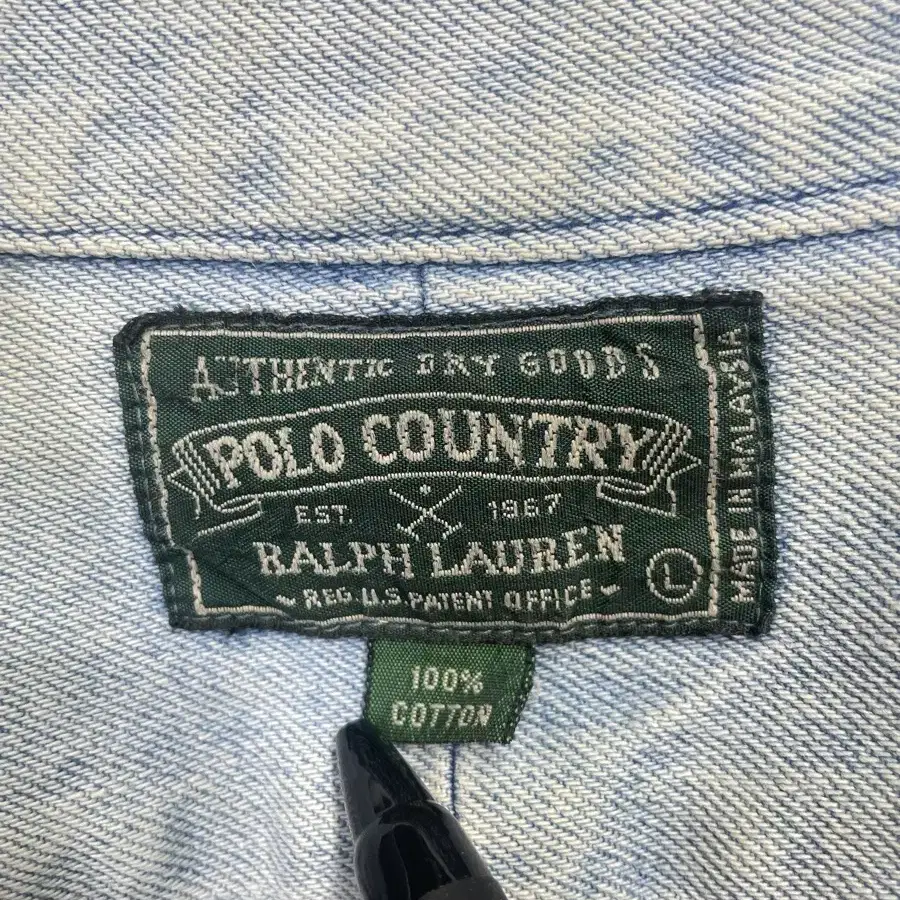 AUTHENTIC DRY GOODS
POLO COUNTRY
EST. 1967
RALPH LAUREN
REG. U.S. PATENT OFFICE
L
MADE IN MALAYSIA
100%
COTTON